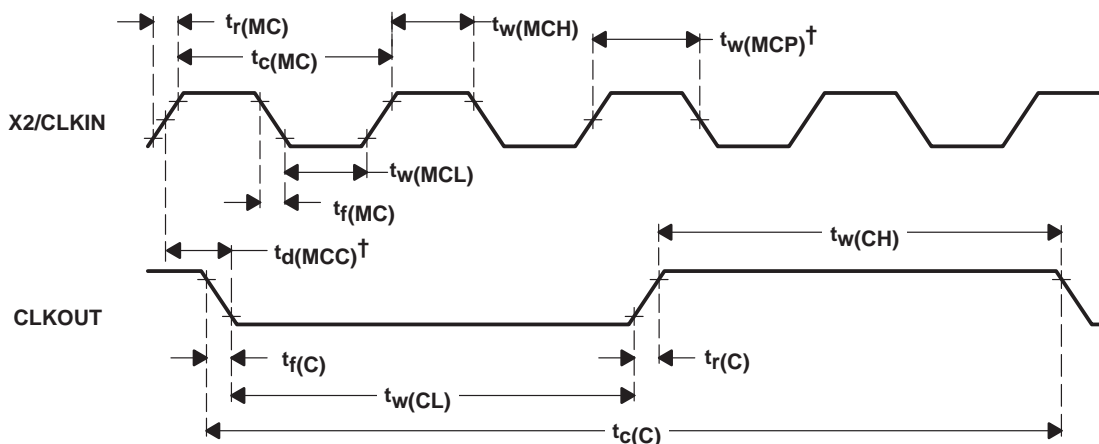 tr(MC)
tw(MCH)
tw(MCP)†
tc(MC)
X2/CLKIN
tw(MCL)
tf(MC)
tw(CH)
td(MCC)†
CLKOUT
tf(C)
tr(C)
tw(CL)
tc(C)